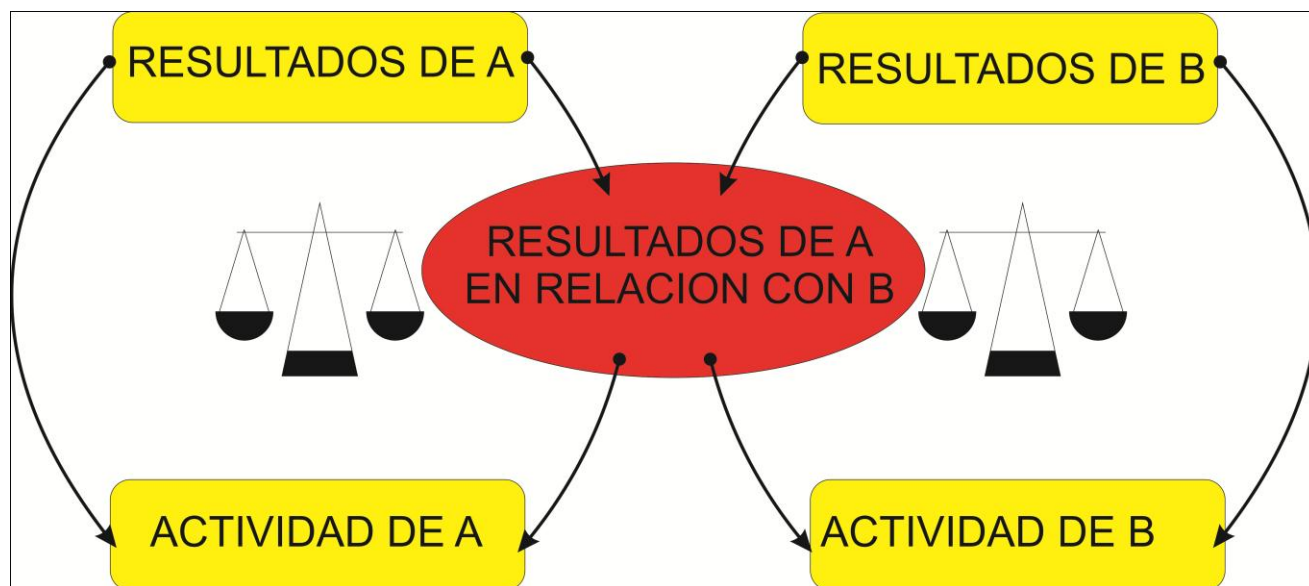 RESULTADOS DE A
RESULTADOS DE B
RESULTADOS DE A
EN RELACION CON B
ACTIVIDAD DE A
ACTIVIDAD DE B